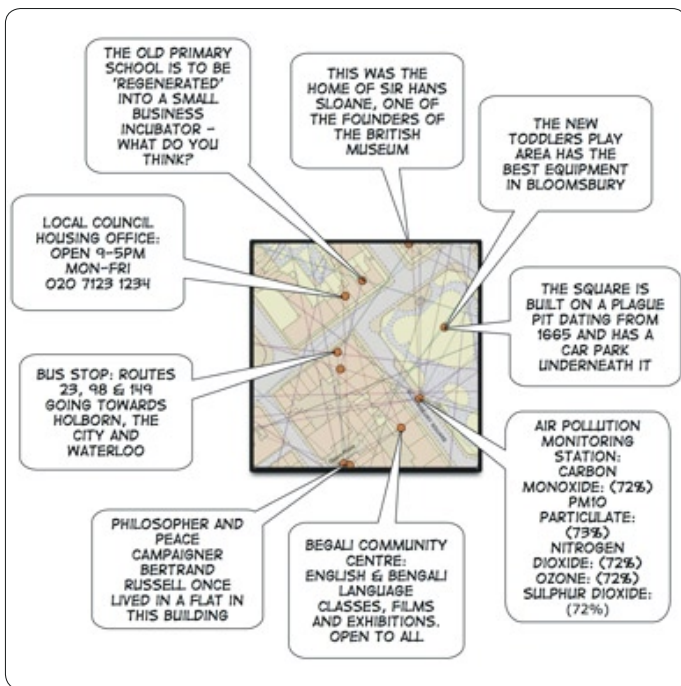 THE OLD PRIMARY
SCHOOL IS TO BE
'REGENERATED'
INTO A SMALL
BUSINESS
INCUBATOR –
WHAT DO YOU
THINK?
THIS WAS THE
HOME OF SIR HANS
SLOANE, ONE OF
THE FOUNDERS OF
THE BRITISH
MUSEUM
THE NEW
TODDLERS PLAY
AREA HAS THE
BEST EQUIPMENT
IN BLOOMSBURY
LOCAL COUNCIL
HOUSING OFFICE:
OPEN 9-5PM
MON-FRI
020 7123 1234
THE SQUARE IS
BUILT ON A PLAGUE
PIT DATING FROM
1665 AND HAS A
CAR PARK
UNDERNEATH IT
BUS STOP: ROUTES
23, 98 & 149
GOING TOWARDS
HOLBORN, THE
CITY AND
WATERLOO
AIR POLLUTION
MONITORING
STATION:
CARBON
MONOXIDE: (72%)
PM10
PARTICULATE:
(73%)
NITROGEN
DIOXIDE: (72%)
OZONE: (72%)
SULPHUR DIOXIDE:
(72%)
PHILOSOPHER AND
PEACE
CAMPAIGNER
BERTRAND
RUSSELL ONCE
LIVED IN A FLAT IN
THIS BUILDING
BEGALI COMMUNITY
CENTRE:
ENGLISH & BENGALI
LANGUAGE
CLASSES, FILMS
AND EXHIBITIONS.
OPEN TO ALL